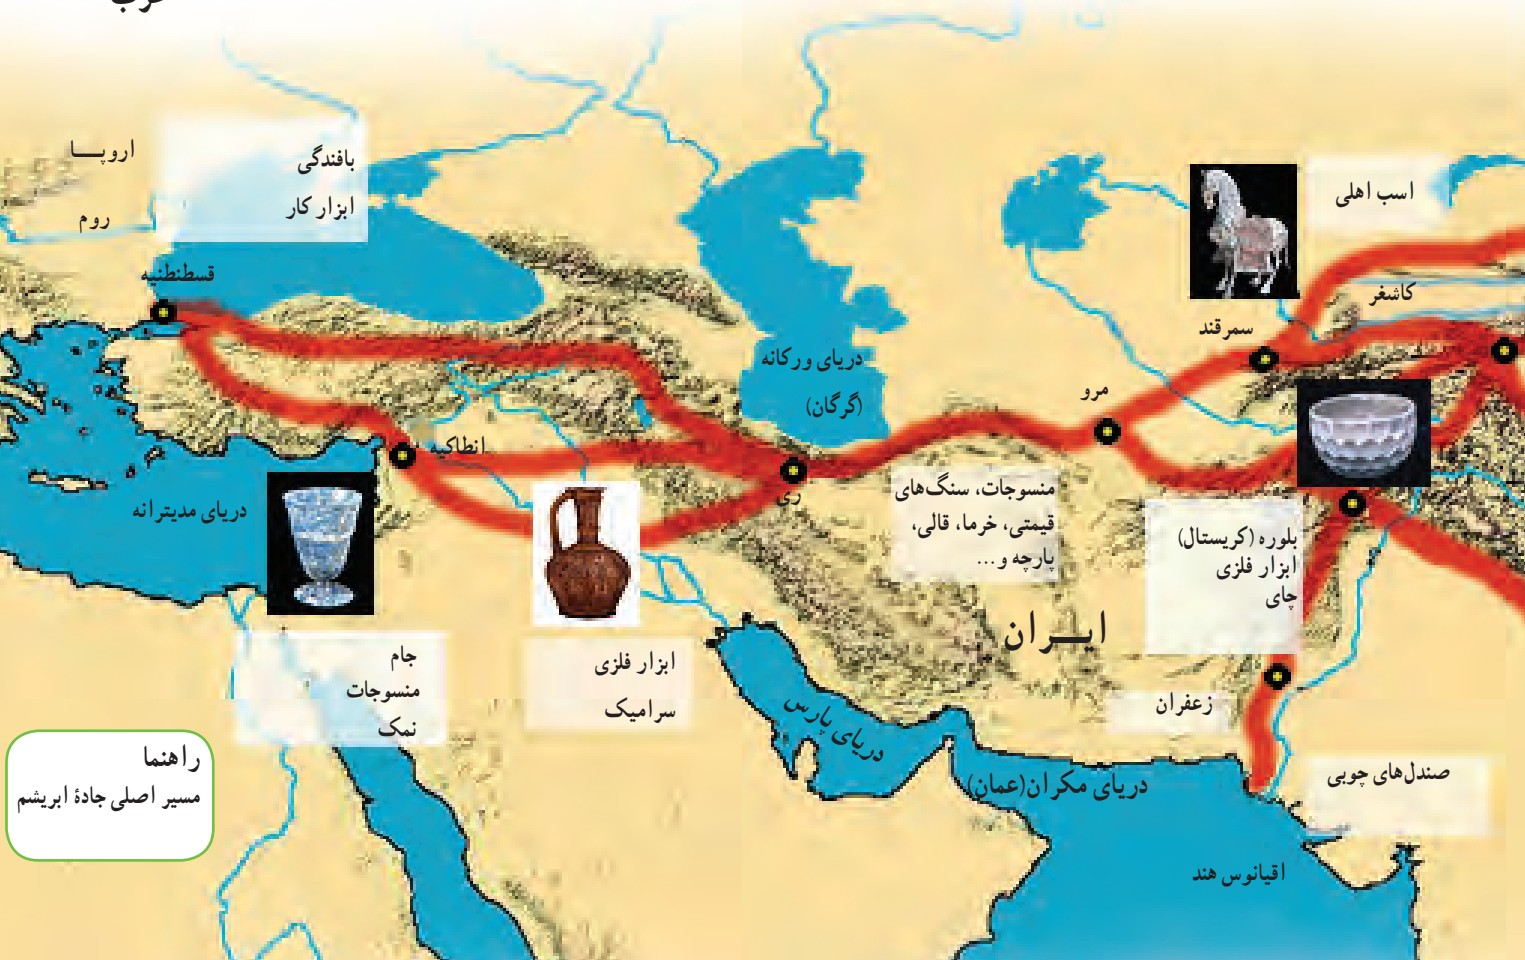 اروپـــا
روم
بافندگی
ابزار کار
قسطنطنیه
انطاکیه
دریای مدیترانه
جام
منسوجات
نمک
ابزار فلزی
سرامیک
دریای ورکانه
(گرگان)
ری
مرو
سمرقند
کاشغر
اسب اهلی
منسوجات، سنگ‌های
قیمتی، خرما، قالی،
پارچه و...
بلوره (کریستال)
ابزار فلزی
چای
ایــران
زعفران
دریای پارس
دریای مکران(عمان)
صندل‌های چوبی
اقیانوس هند
راهنما
مسیر اصلی جادهٔ ابریشم